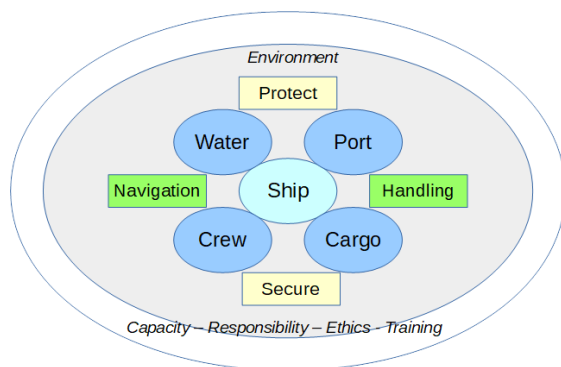 Environment
Protect
Water
Port
Navigation
Ship
Handling
Crew
Cargo
Secure
Capacity – Responsibility – Ethics - Training